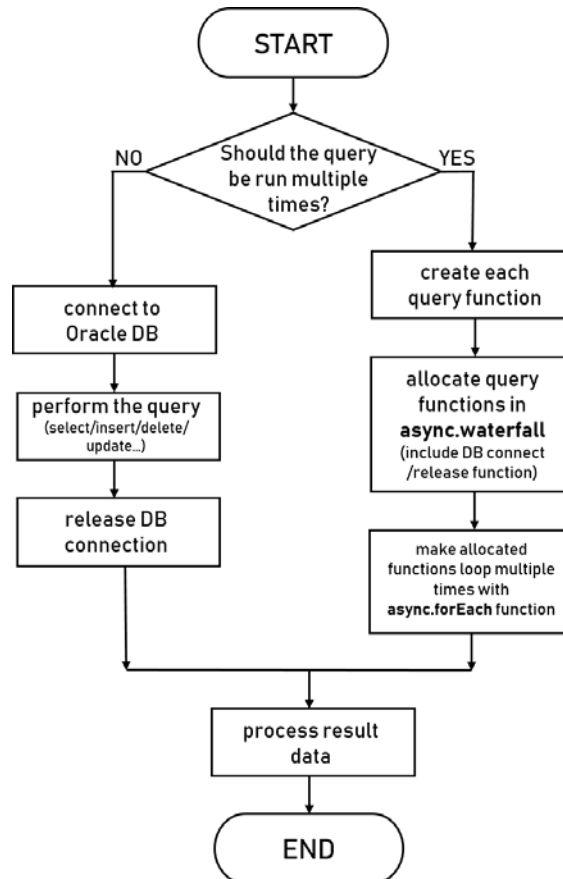 START
Should the query
be run multiple
times?
NO
YES
connect to
Oracle DB
perform the query
(select/insert/delete/
update...)
release DB
connection
create each
query function
allocate query
functions in
async.waterfall
(include DB connect
/release function)
make allocated
functions loop multiple
times with
async.forEach function
process result
data
END